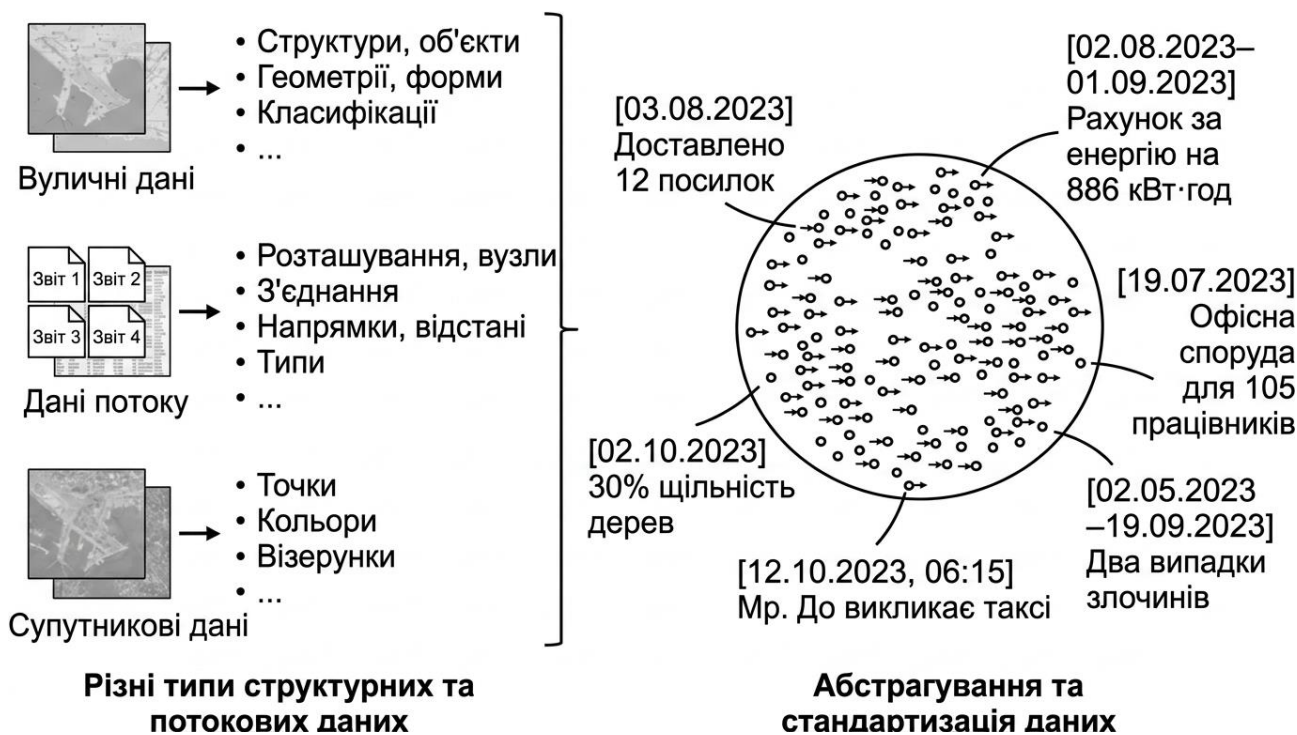 • Структури, об'єкти
• Геометрії, форми
• Класифікації
• ...
Вуличні дані
Звіт 1
Звіт 2
Звіт 3
Звіт 4
• Розташування, вузли
• З'єднання
• Напрямки, відстані
• Типи
• ...
Дані потоку
• Точки
• Кольори
• Візерунки
• ...
Супутникові дані
Різні типи структурних та
потокових даних
[03.08.2023]
Доставлено
12 посилок
[02.08.2023–
01.09.2023]
Рахунок за
енергію на
886 кВт·год
[19.07.2023]
Офісна
споруда
для 105
працівників
[02.10.2023]
30% щільність
дерев
[12.10.2023, 06:15]
Мр. До викликає таксі
[02.05.2023
–19.09.2023]
Два випадки
злочинів
Абстрагування та
стандартизація даних